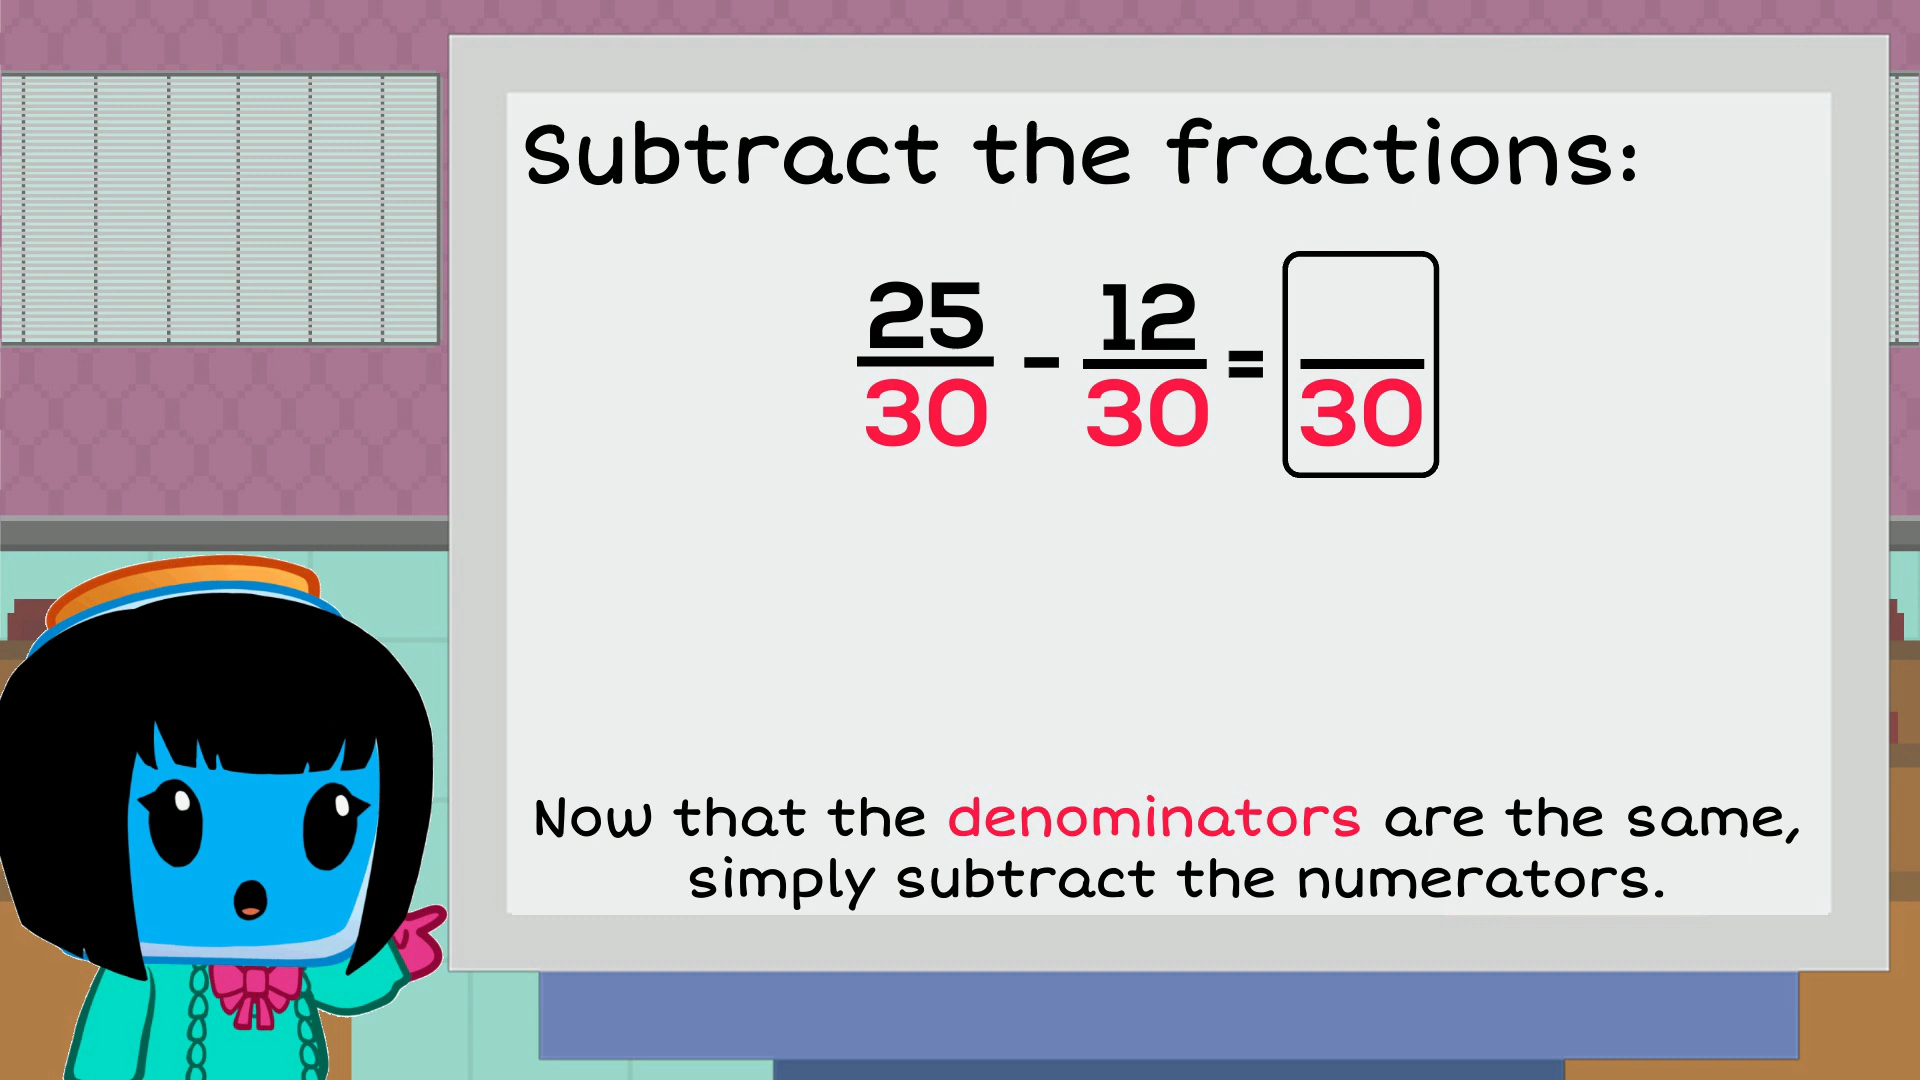 Subtract the fractions:
25/30 - 12/30 = /30
Now that the denominators are the same,
simply subtract the numerators.